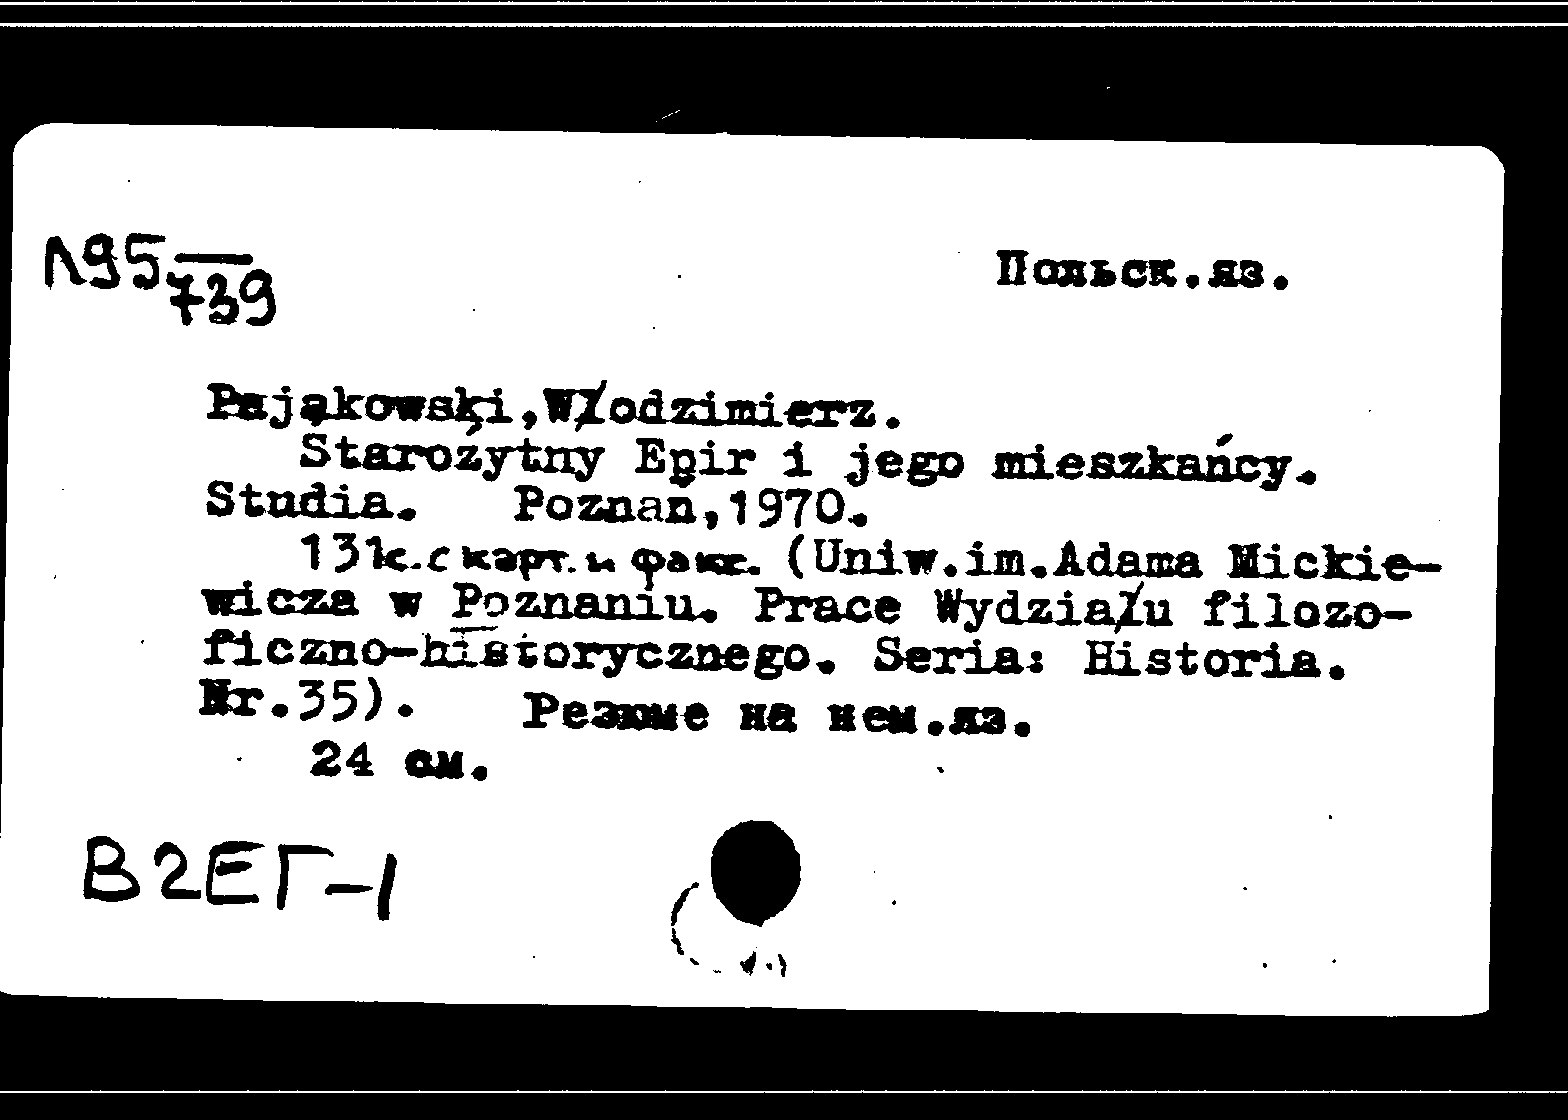 Л95
739
Польск.яз.
Pająkowski,Włodzimierz.
Starożytny Epir i jego mieszkańcy.
Studia. Poznań,1970.
131с.с карт.и факс. (Uniw.im.Adama Mickie-
wicza w Poznaniu. Prace Wydziału filozo-
ficzno-historycznego. Seria: Historia.
Nr.35). Резюме на нем.яз.
24 см.
В2ЕГ-1